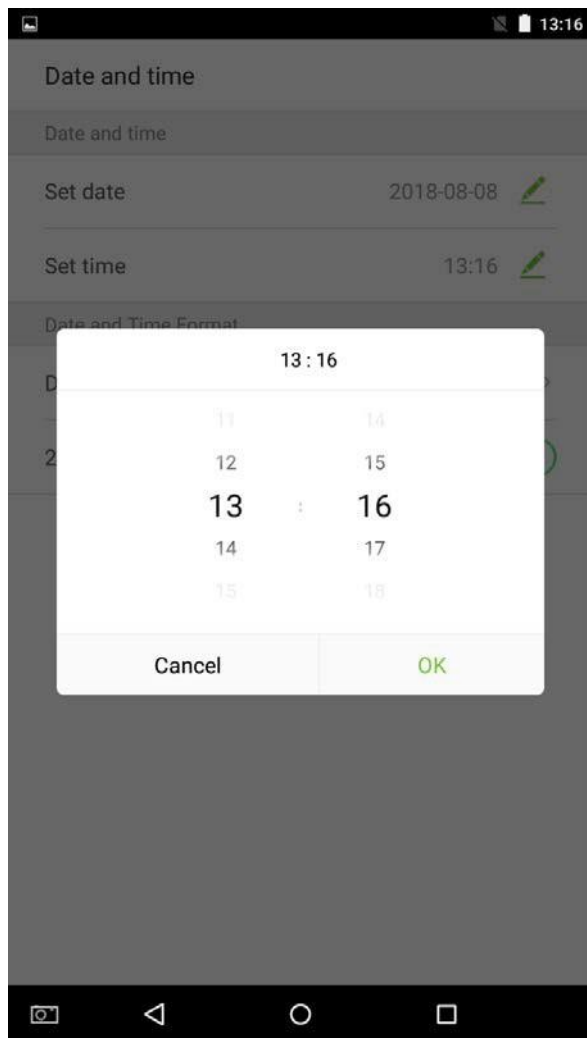 13:16
Date and time
Date and time
Set date 2018-08-08
Set time 13:16
Date and Time Format
13 : 16
D
11 14
12 15
2
13 : 16
14 17
15 18
Cancel OK